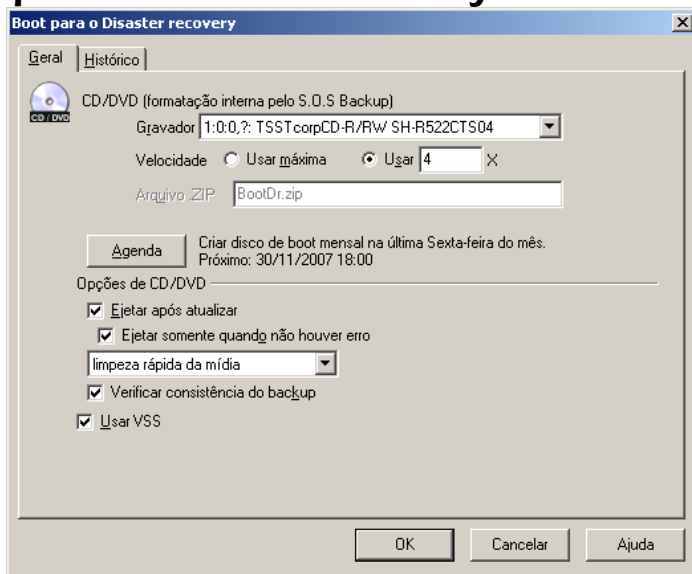 Boot para o Disaster recovery
Geral Histórico
CD/DVD (formatação interna pelo S.O.S Backup)
CD / DVD
Gravador 1:0:0,?: TSSTcorpCD-R/RW SH-R522CTS04
Velocidade Usar máxima Usar 4 X
Arquivo .ZIP BootDr.zip
Agenda Criar disco de boot mensal na última Sexta-feira do mês.
Próximo: 30/11/2007 18:00
Opções de CD/DVD
Ejetar após atualizar
Ejetar somente quando não houver erro
limpeza rápida da mídia
Verificar consistência do backup
Usar VSS
OK Cancelar Ajuda